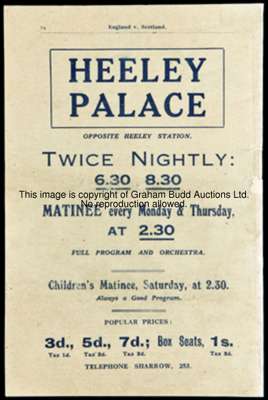 14 England v. Scotland.
HEELEY
PALACE
OPPOSITE HEELEY STATION.
TWICE NIGHTLY:
6.30 8.30
This image is copyright of Graham Budd Auctions Ltd.
No reproduction allowed.
MATINEE every Monday & Thursday,
AT 2.30
FULL PROGRAM AND ORCHESTRA.
Children's Matinee, Saturday, at 2.30.
Always a Good Program.
POPULAR PRICES:
3d., 5d., 7d.; Box Seats, 1s.
Tax 1d. Tax 2d. Tax 2d. Tax 3d.
TELEPHONE SHARROW, 253.